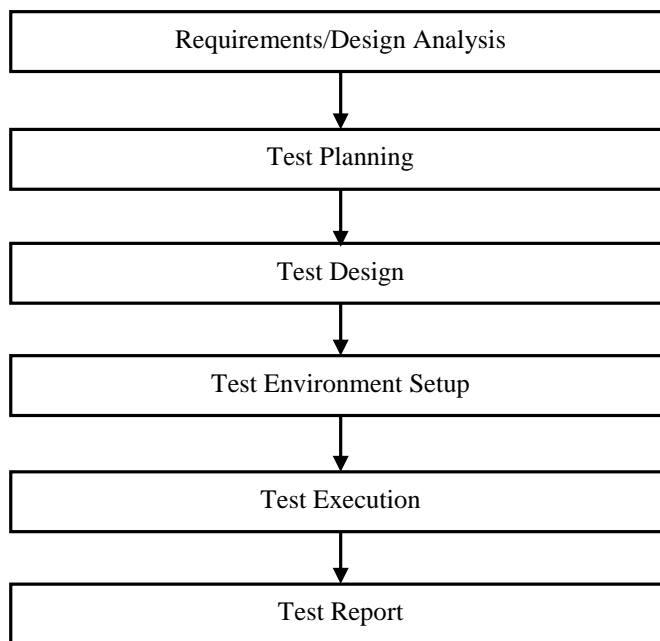 Requirements/Design Analysis
Test Planning
Test Design
Test Environment Setup
Test Execution
Test Report